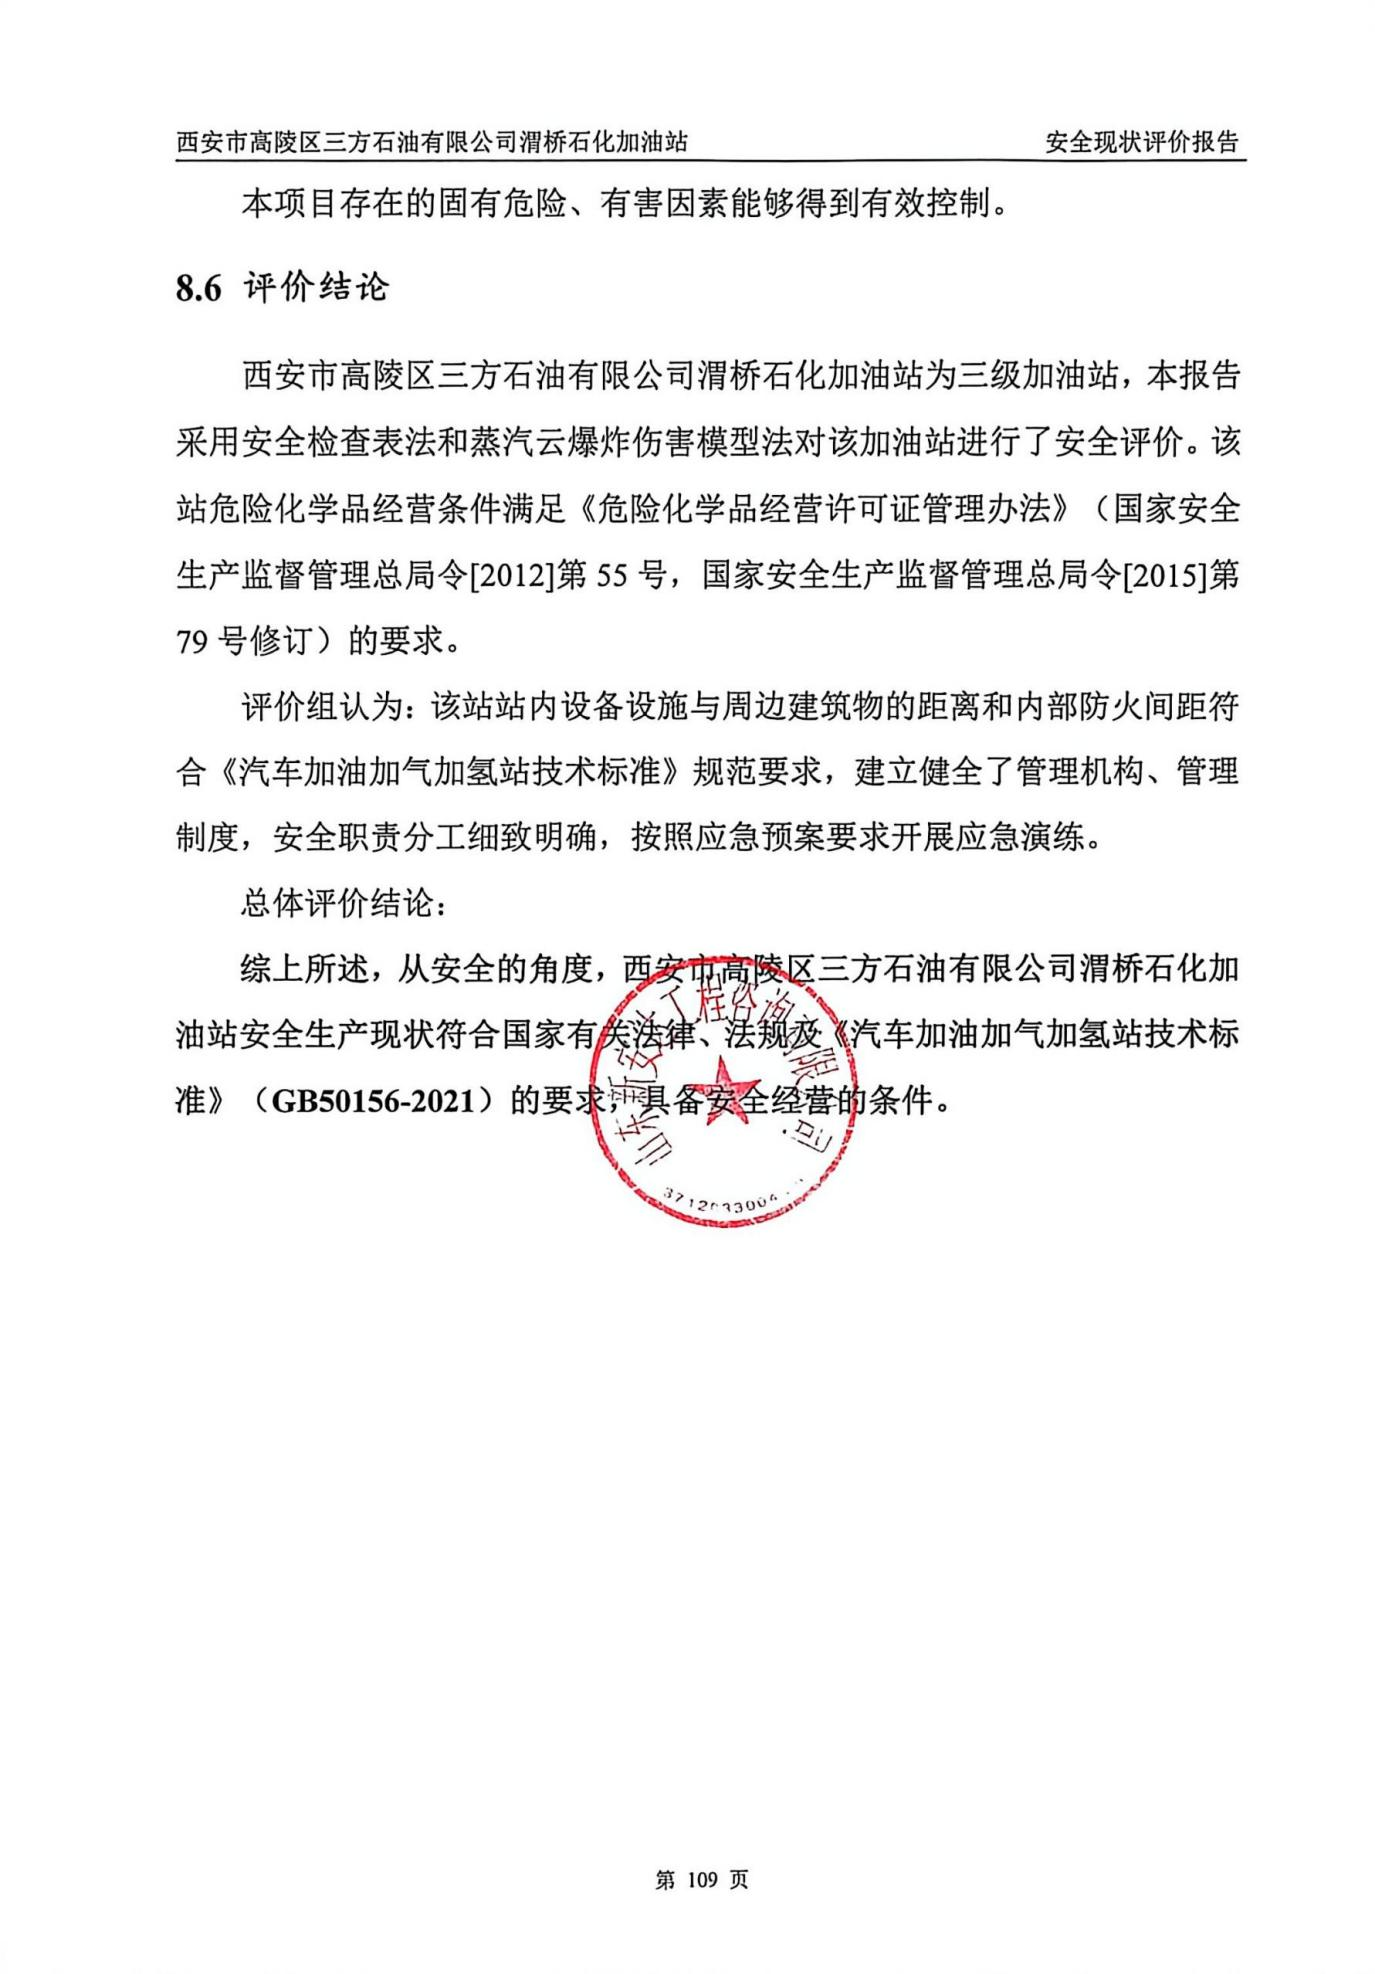 西安市高陵区三方石油有限公司渭桥石化加油站 安全现状评价报告
本项目存在的固有危险、有害因素能够得到有效控制。
8.6 评价结论
西安市高陵区三方石油有限公司渭桥石化加油站为三级加油站，本报告
采用安全检查表法和蒸汽云爆炸伤害模型法对该加油站进行了安全评价。该
站危险化学品经营条件满足《危险化学品经营许可证管理办法》（国家安全
生产监督管理总局令[2012]第 55 号，国家安全生产监督管理总局令[2015]第
79 号修订）的要求。
评价组认为：该站站内设备设施与周边建筑物的距离和内部防火间距符
合《汽车加油加气加氢站技术标准》规范要求，建立健全了管理机构、管理
制度，安全职责分工细致明确，按照应急预案要求开展应急演练。
总体评价结论：
综上所述，从安全的角度，西安市高陵区三方石油有限公司渭桥石化加
油站安全生产现状符合国家有关法律、法规及《汽车加油加气加氢站技术标
准》（GB50156-2021）的要求，具备安全经营的条件。
山东新安达工程咨询有限公司
第 109 页